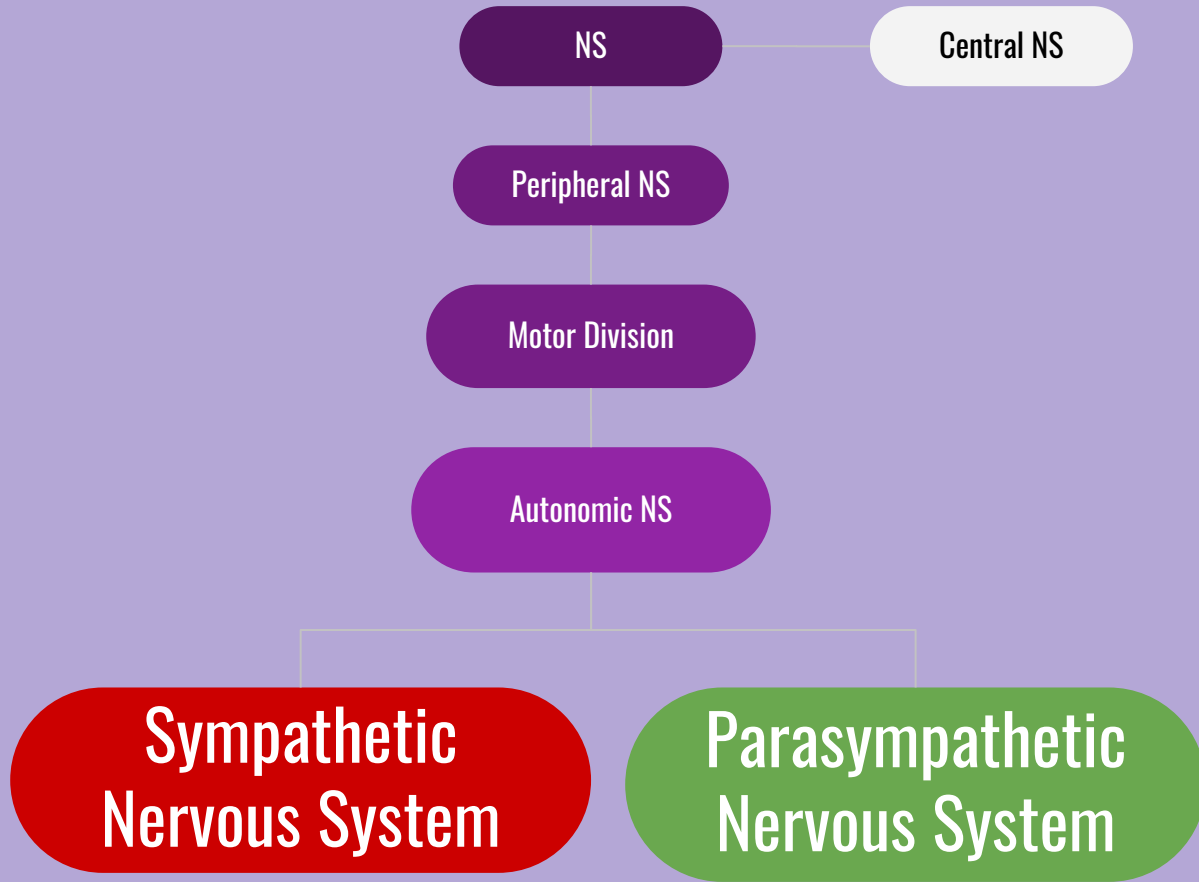 NS
Central NS
Peripheral NS
Motor Division
Autonomic NS
Sympathetic
Nervous System
Parasympathetic
Nervous System